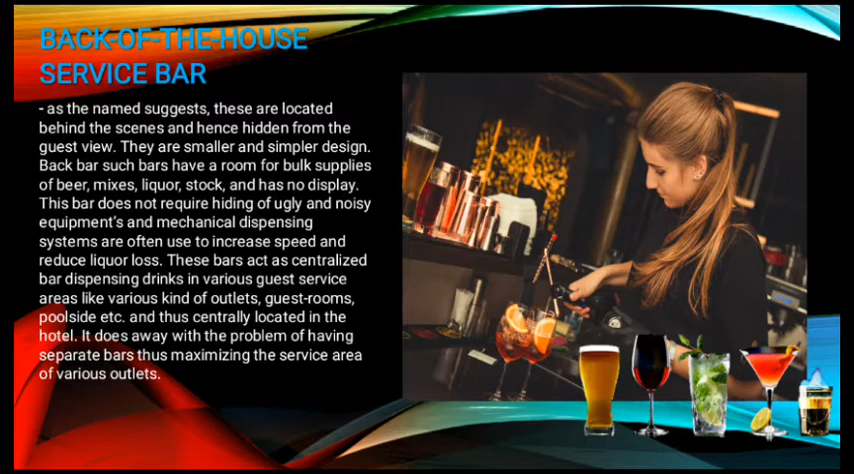 BACK-OF-THE-HOUSE
SERVICE BAR
- as the named suggests, these are located
behind the scenes and hence hidden from the
guest view. They are smaller and simpler design.
Back bar such bars have a room for bulk supplies
of beer, mixes, liquor, stock, and has no display.
This bar does not require hiding of ugly and noisy
equipment's and mechanical dispensing
systems are often use to increase speed and
reduce liquor loss. These bars act as centralized
bar dispensing drinks in various guest service
areas like various kind of outlets, guest-rooms,
poolside etc. and thus centrally located in the
hotel. It does away with the problem of having
separate bars thus maximizing the service area
of various outlets.